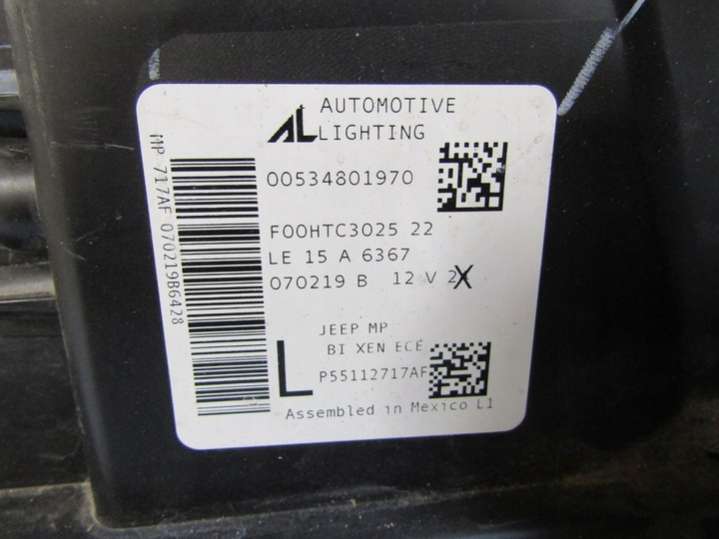 AL AUTOMOTIVE
LIGHTING
00534801970
F00HTC3025 22
LE 15 A 6367
070219 B 12 V 2X
JEEP MP
BI XEN ECE
L P55112717AF
Assembled in Mexico L1
MP 717AF 070219B6428